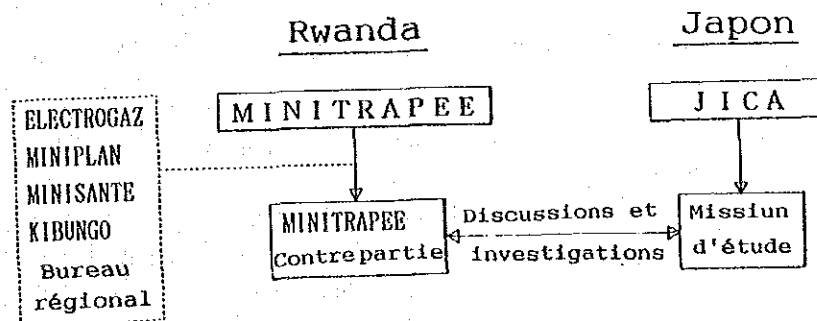 Rwanda
Japon
MINITRAPEE
JICA
ELECTROGAZ
MINIPLAN
MINISANTE
KIBUNGO
Bureau
régional
MINITRAPEE
Contrepartie
Discussions et
investigations
Missiun
d'étude